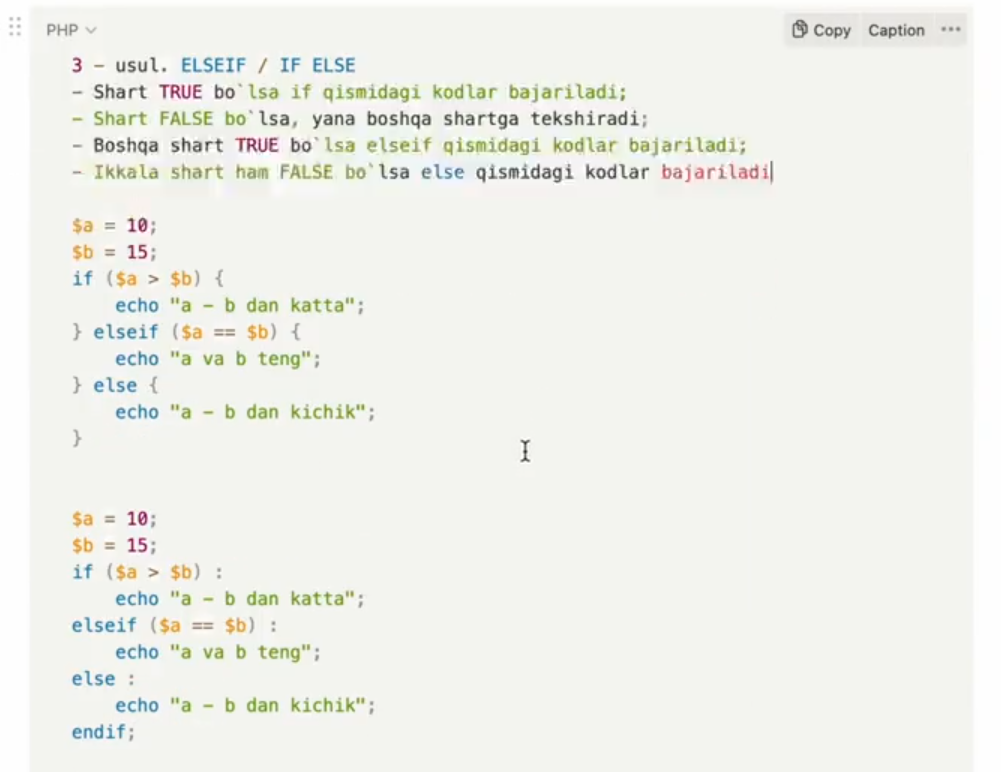 PHP
Copy Caption
3 – usul. ELSEIF / IF ELSE
– Shart TRUE bo`lsa if qismidagi kodlar bajariladi;
– Shart FALSE bo`lsa, yana boshqa shartga tekshiradi;
– Boshqa shart TRUE bo`lsa elseif qismidagi kodlar bajariladi;
– Ikkala shart ham FALSE bo`lsa else qismidagi kodlar bajariladi
$a = 10;
$b = 15;
if ($a > $b) {
    echo "a – b dan katta";
} elseif ($a == $b) {
    echo "a va b teng";
} else {
    echo "a – b dan kichik";
}
$a = 10;
$b = 15;
if ($a > $b) :
    echo "a – b dan katta";
elseif ($a == $b) :
    echo "a va b teng";
else :
    echo "a – b dan kichik";
endif;